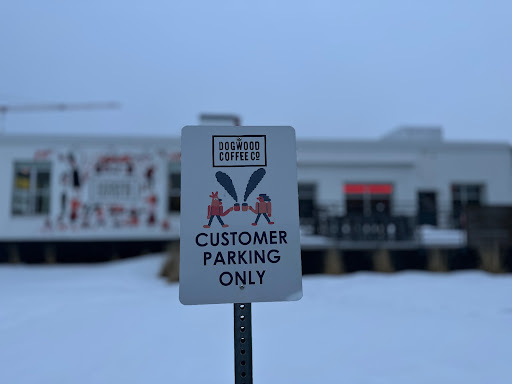 DOGWOOD
COFFEE CO
CUSTOMER
PARKING
ONLY